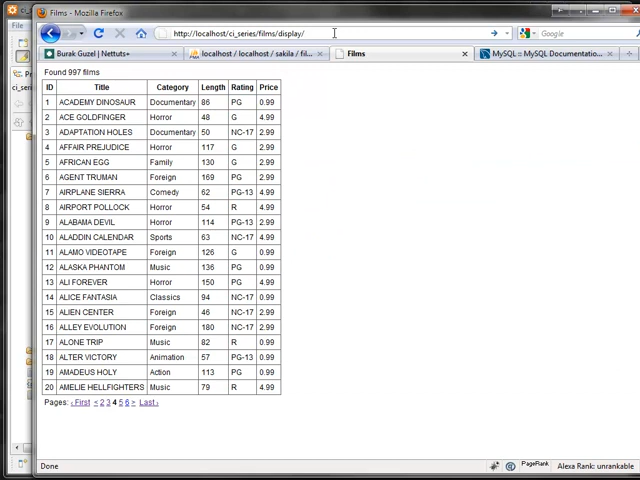 Films - Mozilla Firefox
File
http://localhost/ci_series/films/display/
Google
Burak Guzel | Nettuts+
localhost / localhost / sakila / fil...
Films
MySQL :: MySQL Documentatio...
Found 997 films
ID Title Category Length Rating Price
1 ACADEMY DINOSAUR Documentary 86 PG 0.99
2 ACE GOLDFINGER Horror 48 G 4.99
3 ADAPTATION HOLES Documentary 50 NC-17 2.99
4 AFFAIR PREJUDICE Horror 117 G 2.99
5 AFRICAN EGG Family 130 G 2.99
6 AGENT TRUMAN Foreign 169 PG 2.99
7 AIRPLANE SIERRA Comedy 62 PG-13 4.99
8 AIRPORT POLLOCK Horror 54 R 4.99
9 ALABAMA DEVIL Horror 114 PG-13 2.99
10 ALADDIN CALENDAR Sports 63 NC-17 4.99
11 ALAMO VIDEOTAPE Foreign 126 G 0.99
12 ALASKA PHANTOM Music 136 PG 0.99
13 ALI FOREVER Horror 150 PG 4.99
14 ALICE FANTASIA Classics 94 NC-17 0.99
15 ALIEN CENTER Foreign 46 NC-17 2.99
16 ALLEY EVOLUTION Foreign 180 NC-17 2.99
17 ALONE TRIP Music 82 R 0.99
18 ALTER VICTORY Animation 57 PG-13 0.99
19 AMADEUS HOLY Action 113 PG 0.99
20 AMELIE HELLFIGHTERS Music 79 R 4.99
Pages: ‹ First < 2 3 4 5 6 > Last ›
Done
PageRank
Alexa Rank: unrankable